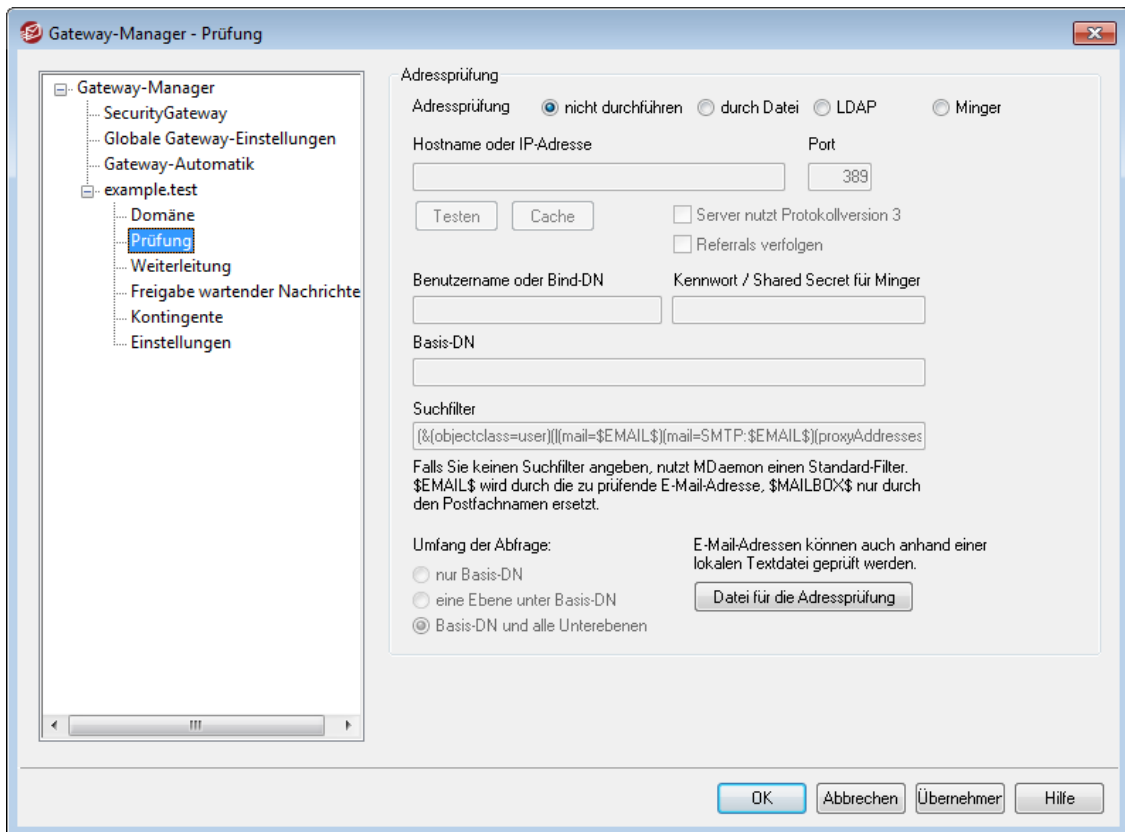 Gateway-Manager - Prüfung
Gateway-Manager
SecurityGateway
Globale Gateway-Einstellungen
Gateway-Automatik
example.test
Domäne
Prüfung
Weiterleitung
Freigabe wartender Nachrichte
Kontingente
Einstellungen
Adressprüfung
Adressprüfung nicht durchführen durch Datei LDAP Minger
Hostname oder IP-Adresse Port
389
Testen Cache Server nutzt Protokollversion 3
Referrals verfolgen
Benutzername oder Bind-DN Kennwort / Shared Secret für Minger
Basis-DN
Suchfilter
(&(objectclass=user)(|(mail=$EMAIL$)(mail=SMTP:$EMAIL$)(proxyAddresses
Falls Sie keinen Suchfilter angeben, nutzt MDaemon einen Standard-Filter.
$EMAIL$ wird durch die zu prüfende E-Mail-Adresse, $MAILBOX$ nur durch
den Postfachnamen ersetzt.
Umfang der Abfrage:
nur Basis-DN
eine Ebene unter Basis-DN
Basis-DN und alle Unterebenen
E-Mail-Adressen können auch anhand einer
lokalen Textdatei geprüft werden.
Datei für die Adressprüfung
OK Abbrechen Übernehmer Hilfe